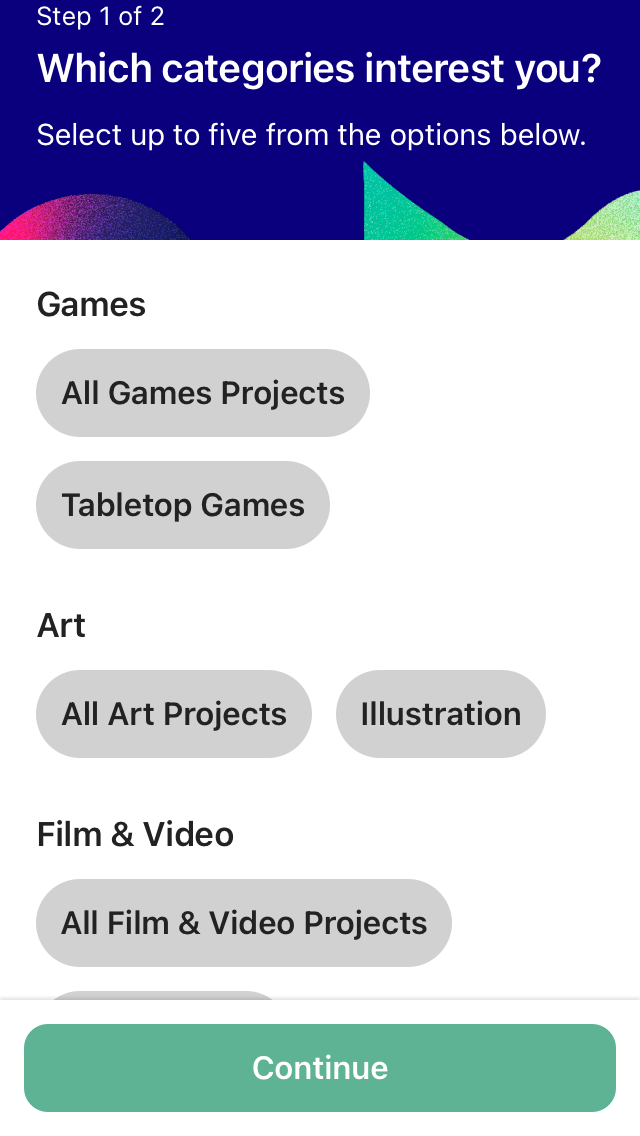 Step 1 of 2
Which categories interest you?
Select up to five from the options below.
Games
All Games Projects
Tabletop Games
Art
All Art Projects
Illustration
Film & Video
All Film & Video Projects
Continue